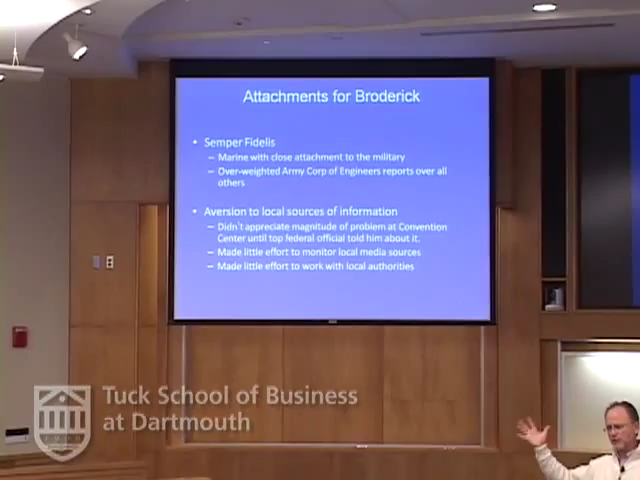 Attachments for Broderick
• Semper Fidelis
– Marine with close attachment to the military
– Over-weighted Army Corp of Engineers reports over all
others
• Aversion to local sources of information
– Didn't appreciate magnitude of problem at Convention
Center until top federal official told him about it.
– Made little effort to monitor local media sources
– Made little effort to work with local authorities
Tuck School of Business
at Dartmouth